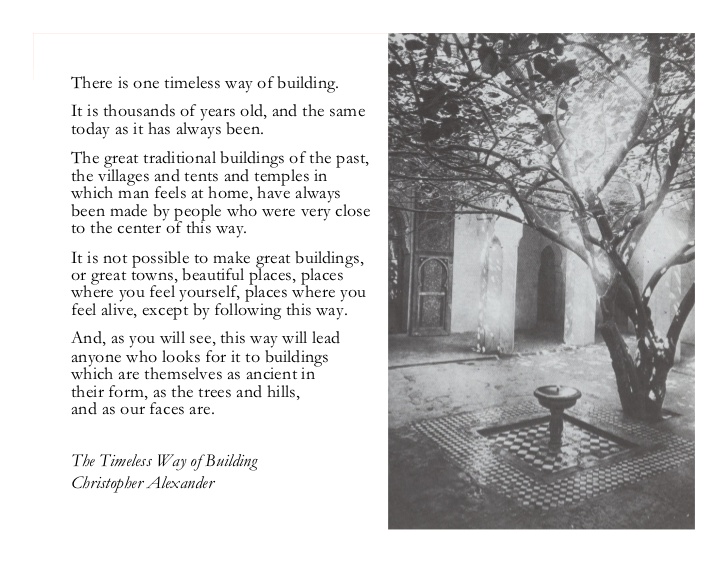 There is one timeless way of building.
It is thousands of years old, and the same
today as it has always been.
The great traditional buildings of the past,
the villages and tents and temples in
which man feels at home, have always
been made by people who were very close
to the center of this way.
It is not possible to make great buildings,
or great towns, beautiful places, places
where you feel yourself, places where you
feel alive, except by following this way.
And, as you will see, this way will lead
anyone who looks for it to buildings
which are themselves as ancient in
their form, as the trees and hills,
and as our faces are.
The Timeless Way of Building
Christopher Alexander